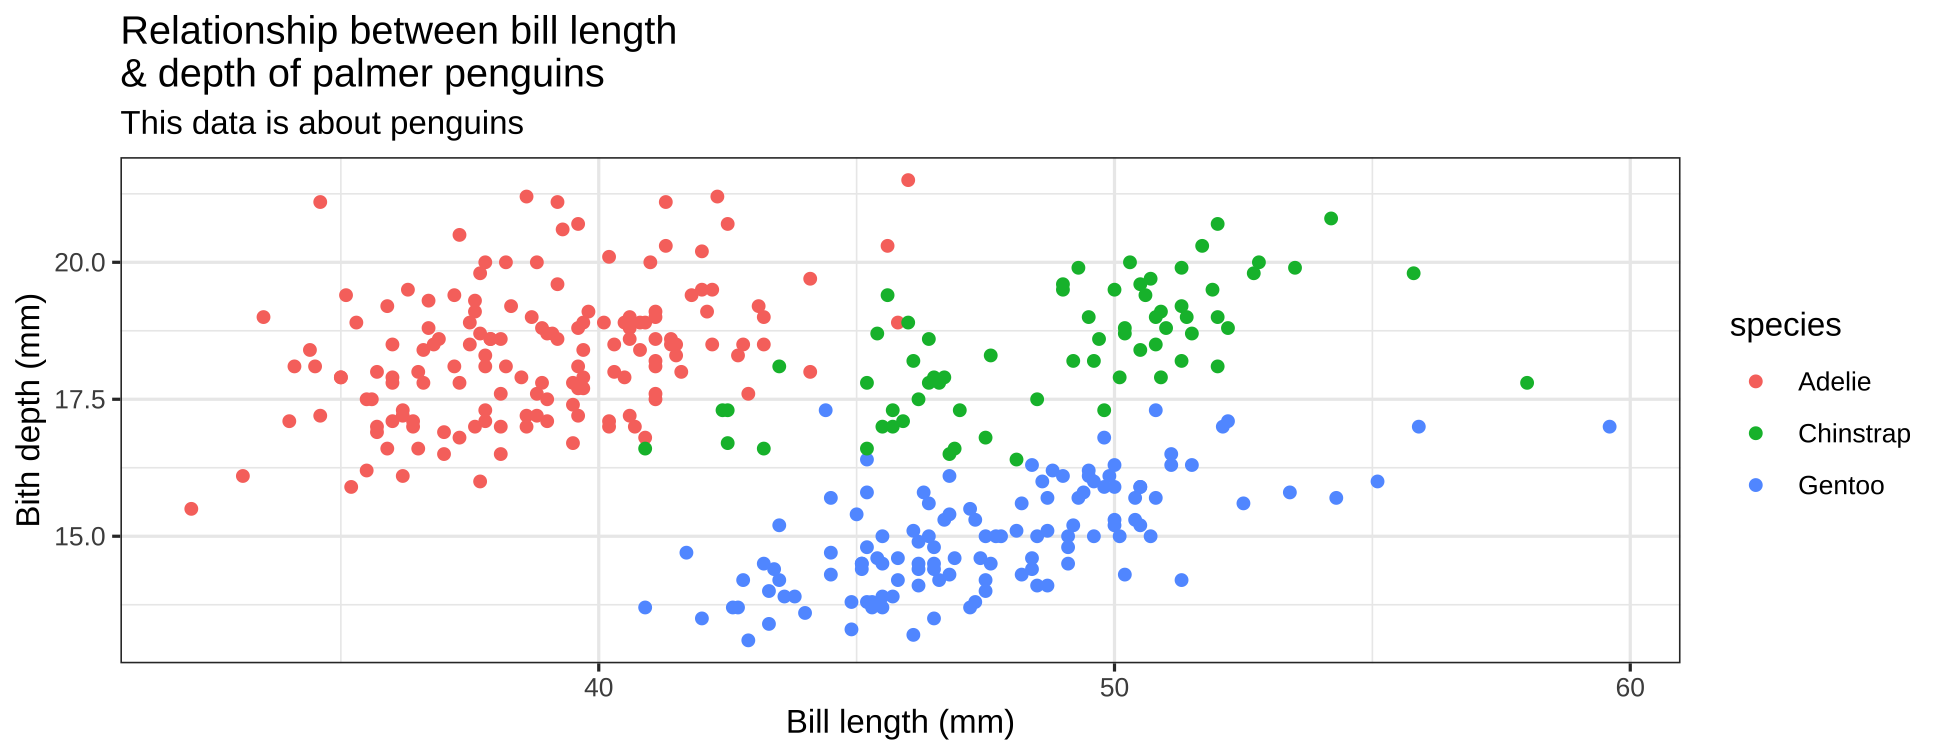 Relationship between bill length
& depth of palmer penguins
This data is about penguins
Bith depth (mm)
20.0
17.5
15.0
40
50
60
Bill length (mm)
species
Adelie
Chinstrap
Gentoo